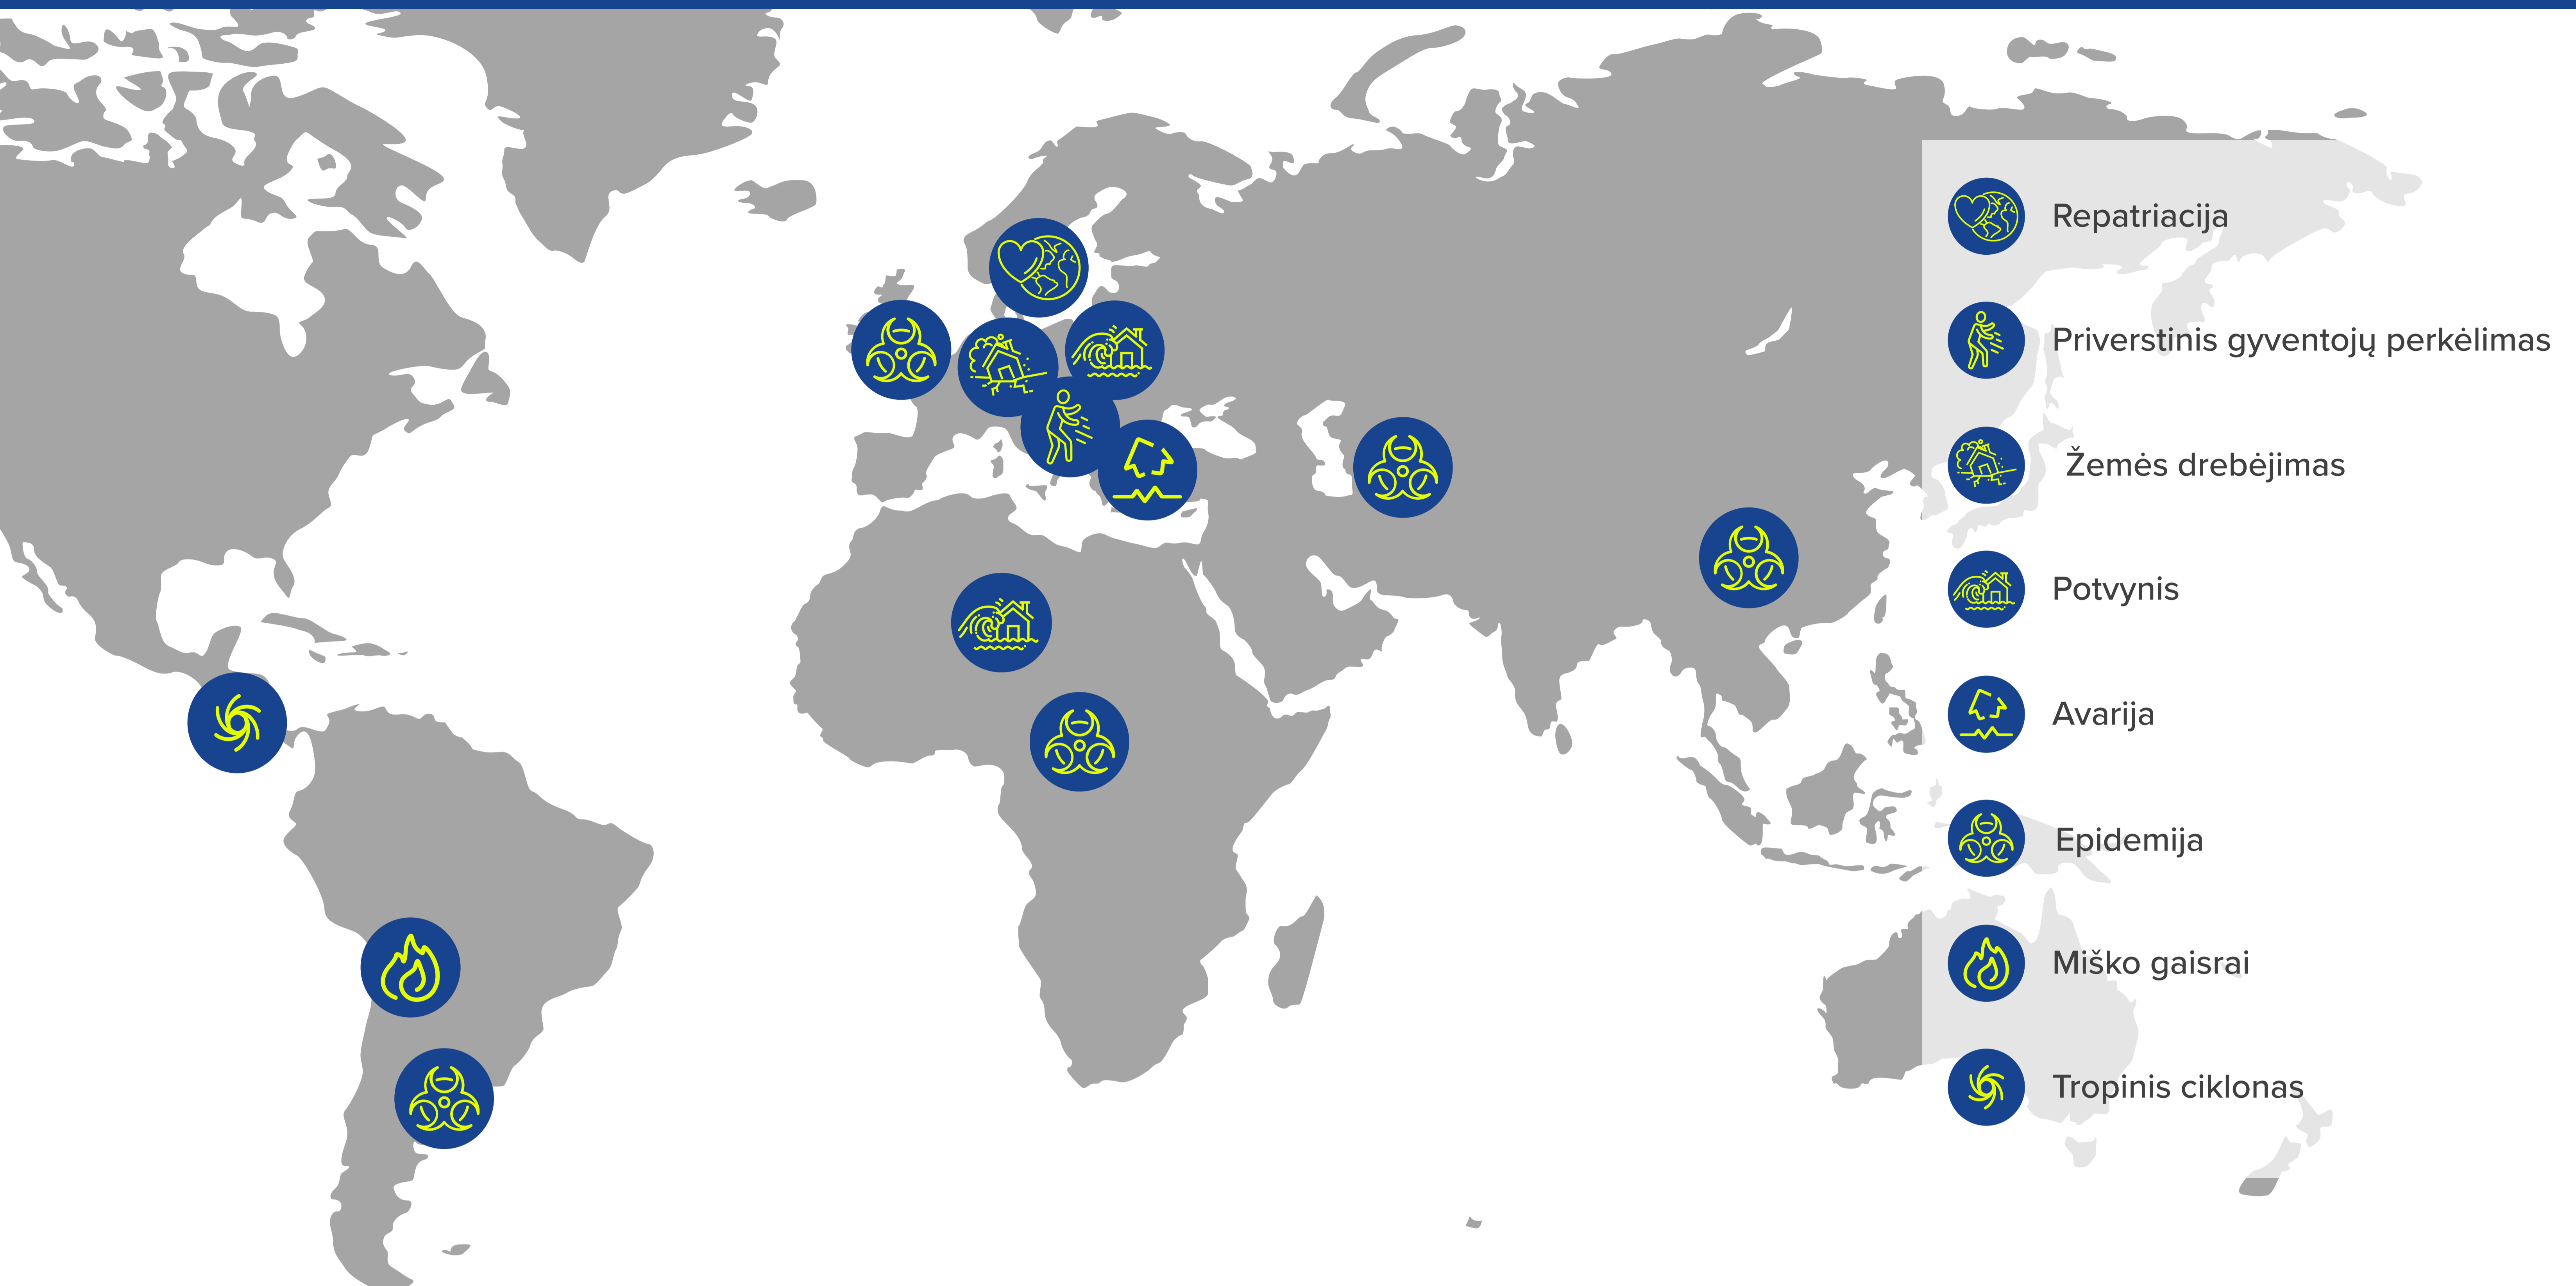 Repatriacija
Priverstinis gyventojų perkėlimas
Žemės drebėjimas
Potvynis
Avarija
Epidemija
Miško gaisrai
Tropinis ciklonas